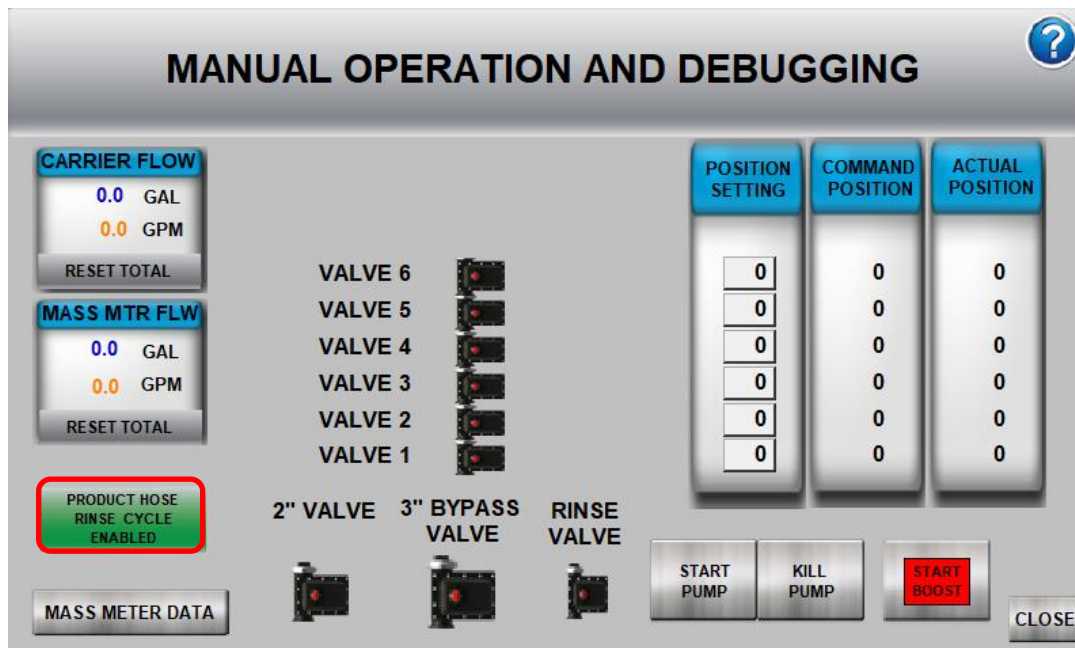 MANUAL OPERATION AND DEBUGGING
?
CARRIER FLOW
0.0 GAL
0.0 GPM
RESET TOTAL
MASS MTR FLW
0.0 GAL
0.0 GPM
RESET TOTAL
PRODUCT HOSE
RINSE CYCLE
ENABLED
MASS METER DATA
VALVE 6
VALVE 5
VALVE 4
VALVE 3
VALVE 2
VALVE 1
2" VALVE
3" BYPASS
VALVE
RINSE
VALVE
POSITION
SETTING
COMMAND
POSITION
ACTUAL
POSITION
0 0 0
0 0 0
0 0 0
0 0 0
0 0 0
0 0 0
START
PUMP
KILL
PUMP
START
BOOST
CLOSE